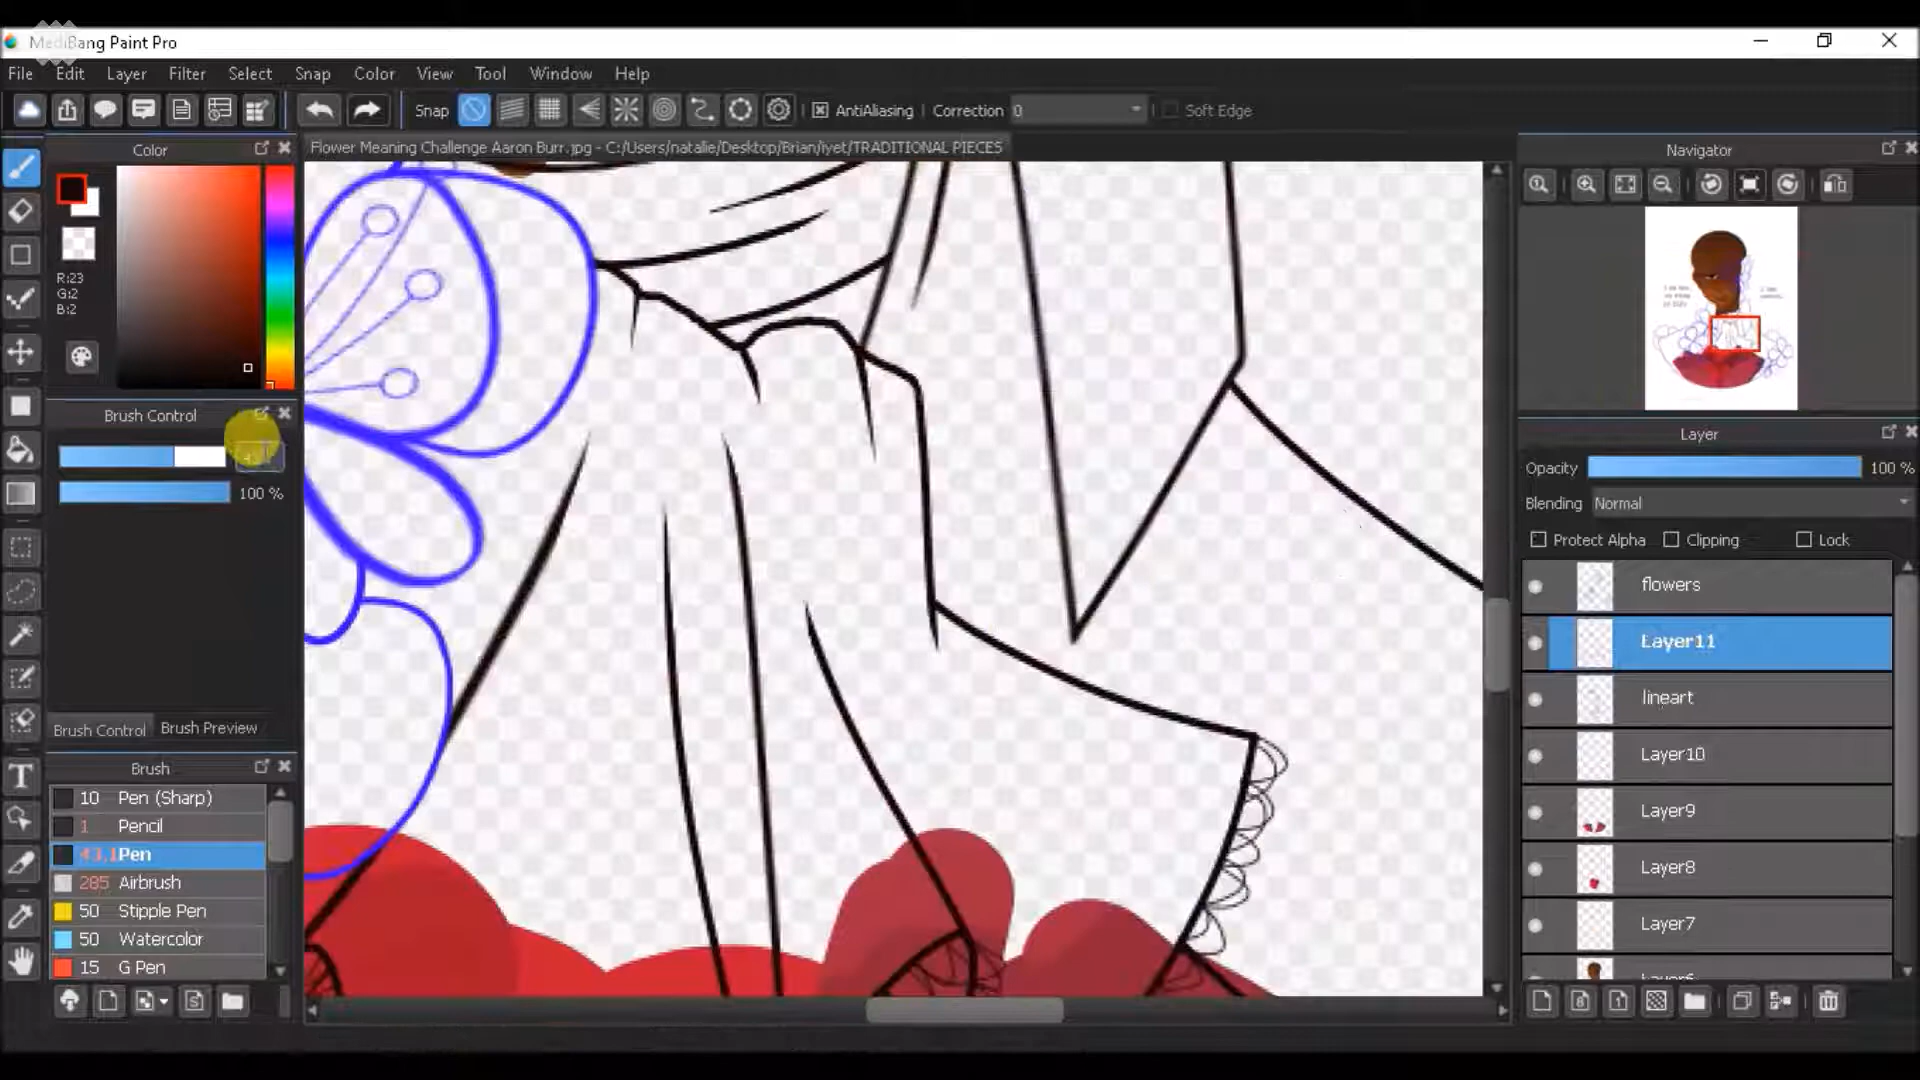 MediBang Paint Pro
File Edit Layer Filter Select Snap Color View Tool Window Help
Snap AntiAliasing Correction 0 Soft Edge
Color
R:23
G:2
B:2
Brush Control
100 %
Brush Control Brush Preview
Brush
10 Pen (Sharp)
1 Pencil
43.1 Pen
285 Airbrush
50 Stipple Pen
50 Watercolor
15 G Pen
Flower Meaning Challenge Aaron Burr.jpg - C:/Users/natalie/Desktop/Brian/iyet/TRADITIONAL PIECES
Navigator
Layer
Opacity 100 %
Blending Normal
Protect Alpha Clipping Lock
flowers
Layer11
lineart
Layer10
Layer9
Layer8
Layer7
Layer6